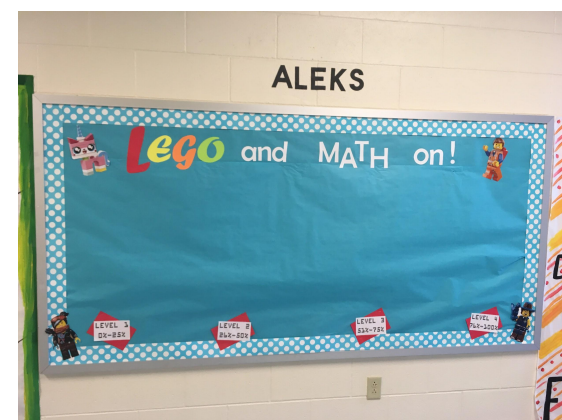 ALEKS
LEGO and MATH on!
LEVEL 1
0%-25%
LEVEL 2
26%-50%
LEVEL 3
51%-75%
LEVEL 4
76%-100%